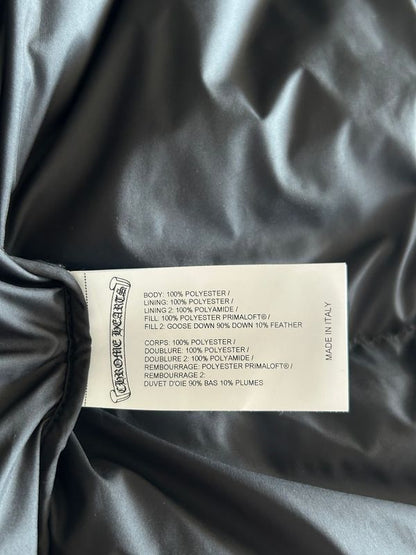 CHROME HEARTS
BODY: 100% POLYESTER /
LINING: 100% POLYESTER /
LINING 2: 100% POLYAMIDE /
FILL: 100% POLYESTER PRIMALOFT® /
FILL 2: GOOSE DOWN 90% DOWN 10% FEATHER
CORPS: 100% POLYESTER /
DOUBLURE: 100% POLYESTER /
DOUBLURE 2: 100% POLYAMIDE /
REMBOURRAGE: POLYESTER PRIMALOFT® /
REMBOURRAGE 2:
DUVET D'OIE 90% BAS 10% PLUMES
MADE IN ITALY